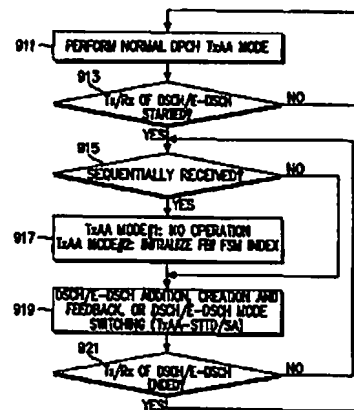 911
PERFORM NORMAL DPCH TxAA MODE
913
Tx/Rx OF DSCH/E-DSCH
STARTED?
NO
YES
915
SEQUENTIALLY RECEIVED?
NO
YES
917
TxAA MODE#1: NO OPERATION
TxAA MODE#2: INITIALIZE FBI FSM INDEX
919
DSCH/E-DSCH ADDITION, CREATION AND
FEEDBACK, OR DSCH/E-DSCH MODE
SWITCHING (TxAA-STTD/SA)
921
Tx/Rx OF DSCH/E-DSCH
ENDED?
NO
YES